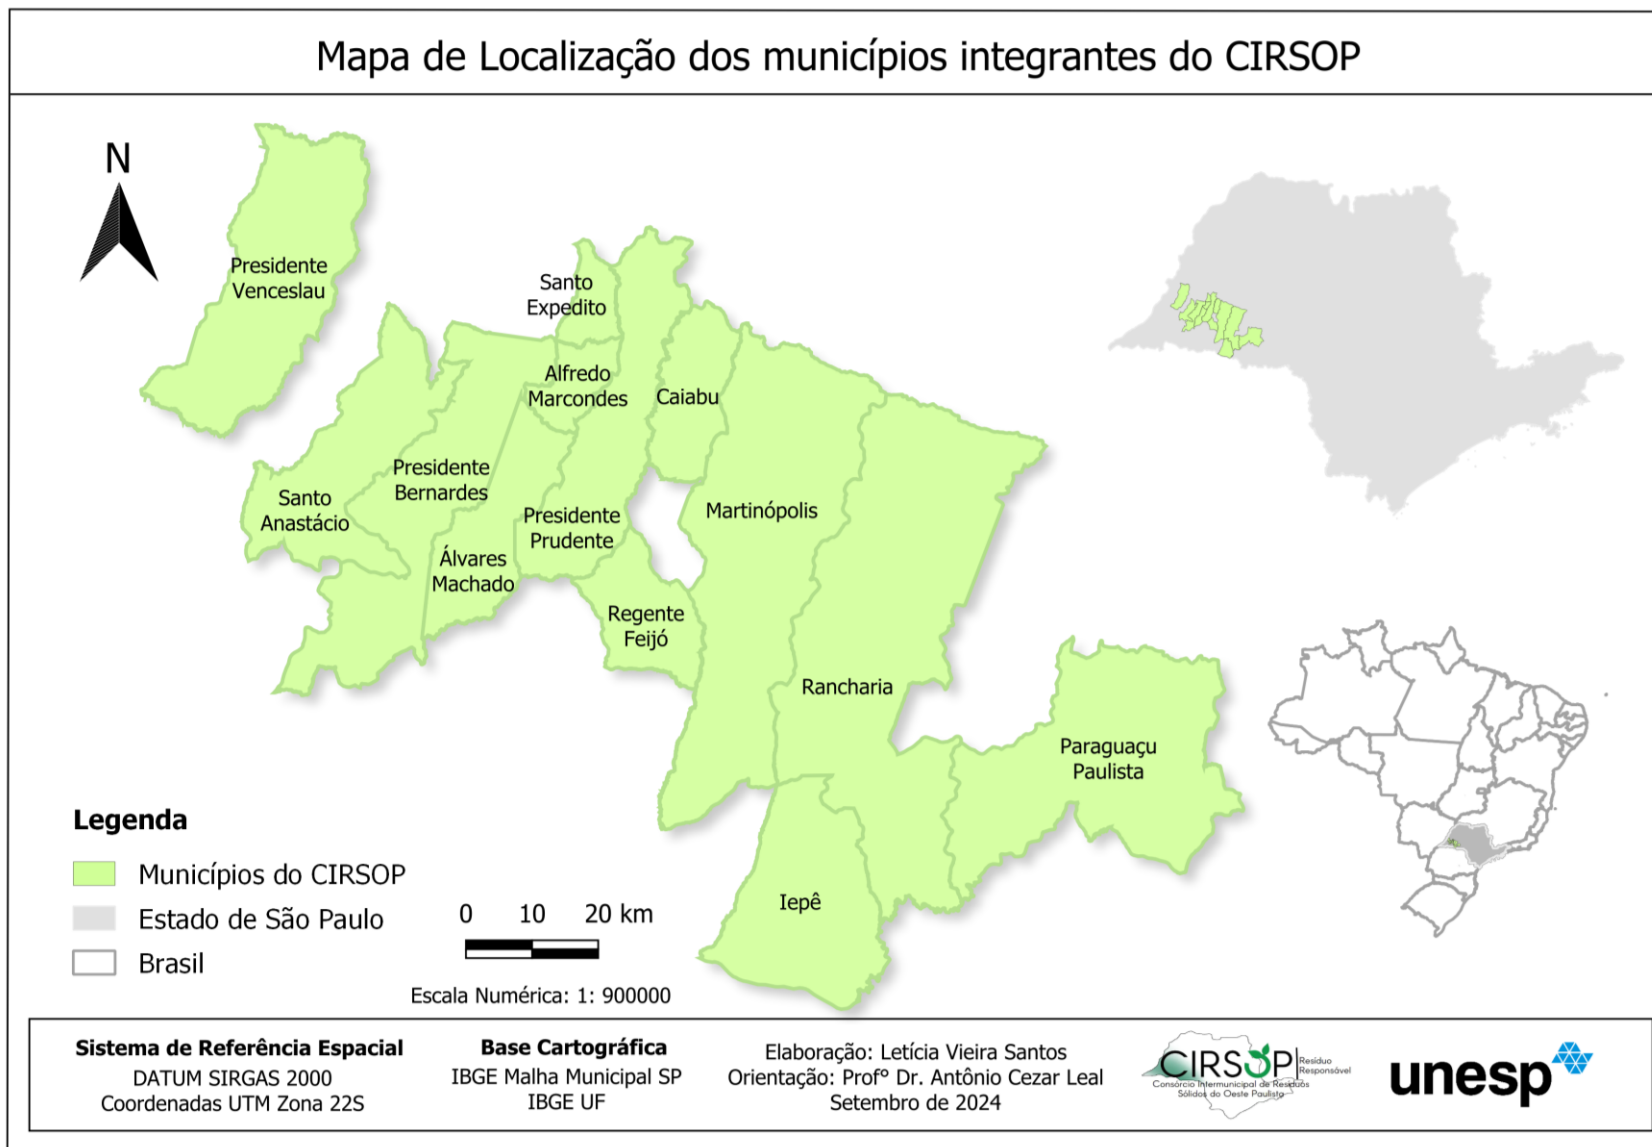 Mapa de Localização dos municípios integrantes do CIRSOP
N
Presidente
Venceslau
Santo
Expedito
Alfredo
Marcondes
Caiabu
Presidente
Bernardes
Santo
Anastácio
Presidente
Prudente
Martinópolis
Álvares
Machado
Regente
Feijó
Rancharia
Paraguaçu
Paulista
Iepê
Legenda
Municípios do CIRSOP
Estado de São Paulo
Brasil
0 10 20 km
Escala Numérica: 1: 900000
Sistema de Referência Espacial
DATUM SIRGAS 2000
Coordenadas UTM Zona 22S
Base Cartográfica
IBGE Malha Municipal SP
IBGE UF
Elaboração: Letícia Vieira Santos
Orientação: Profº Dr. Antônio Cezar Leal
Setembro de 2024
CIRSOP
Resíduo
Responsável
Consórcio Intermunicipal de Resíduos
Sólidos do Oeste Paulista
unesp